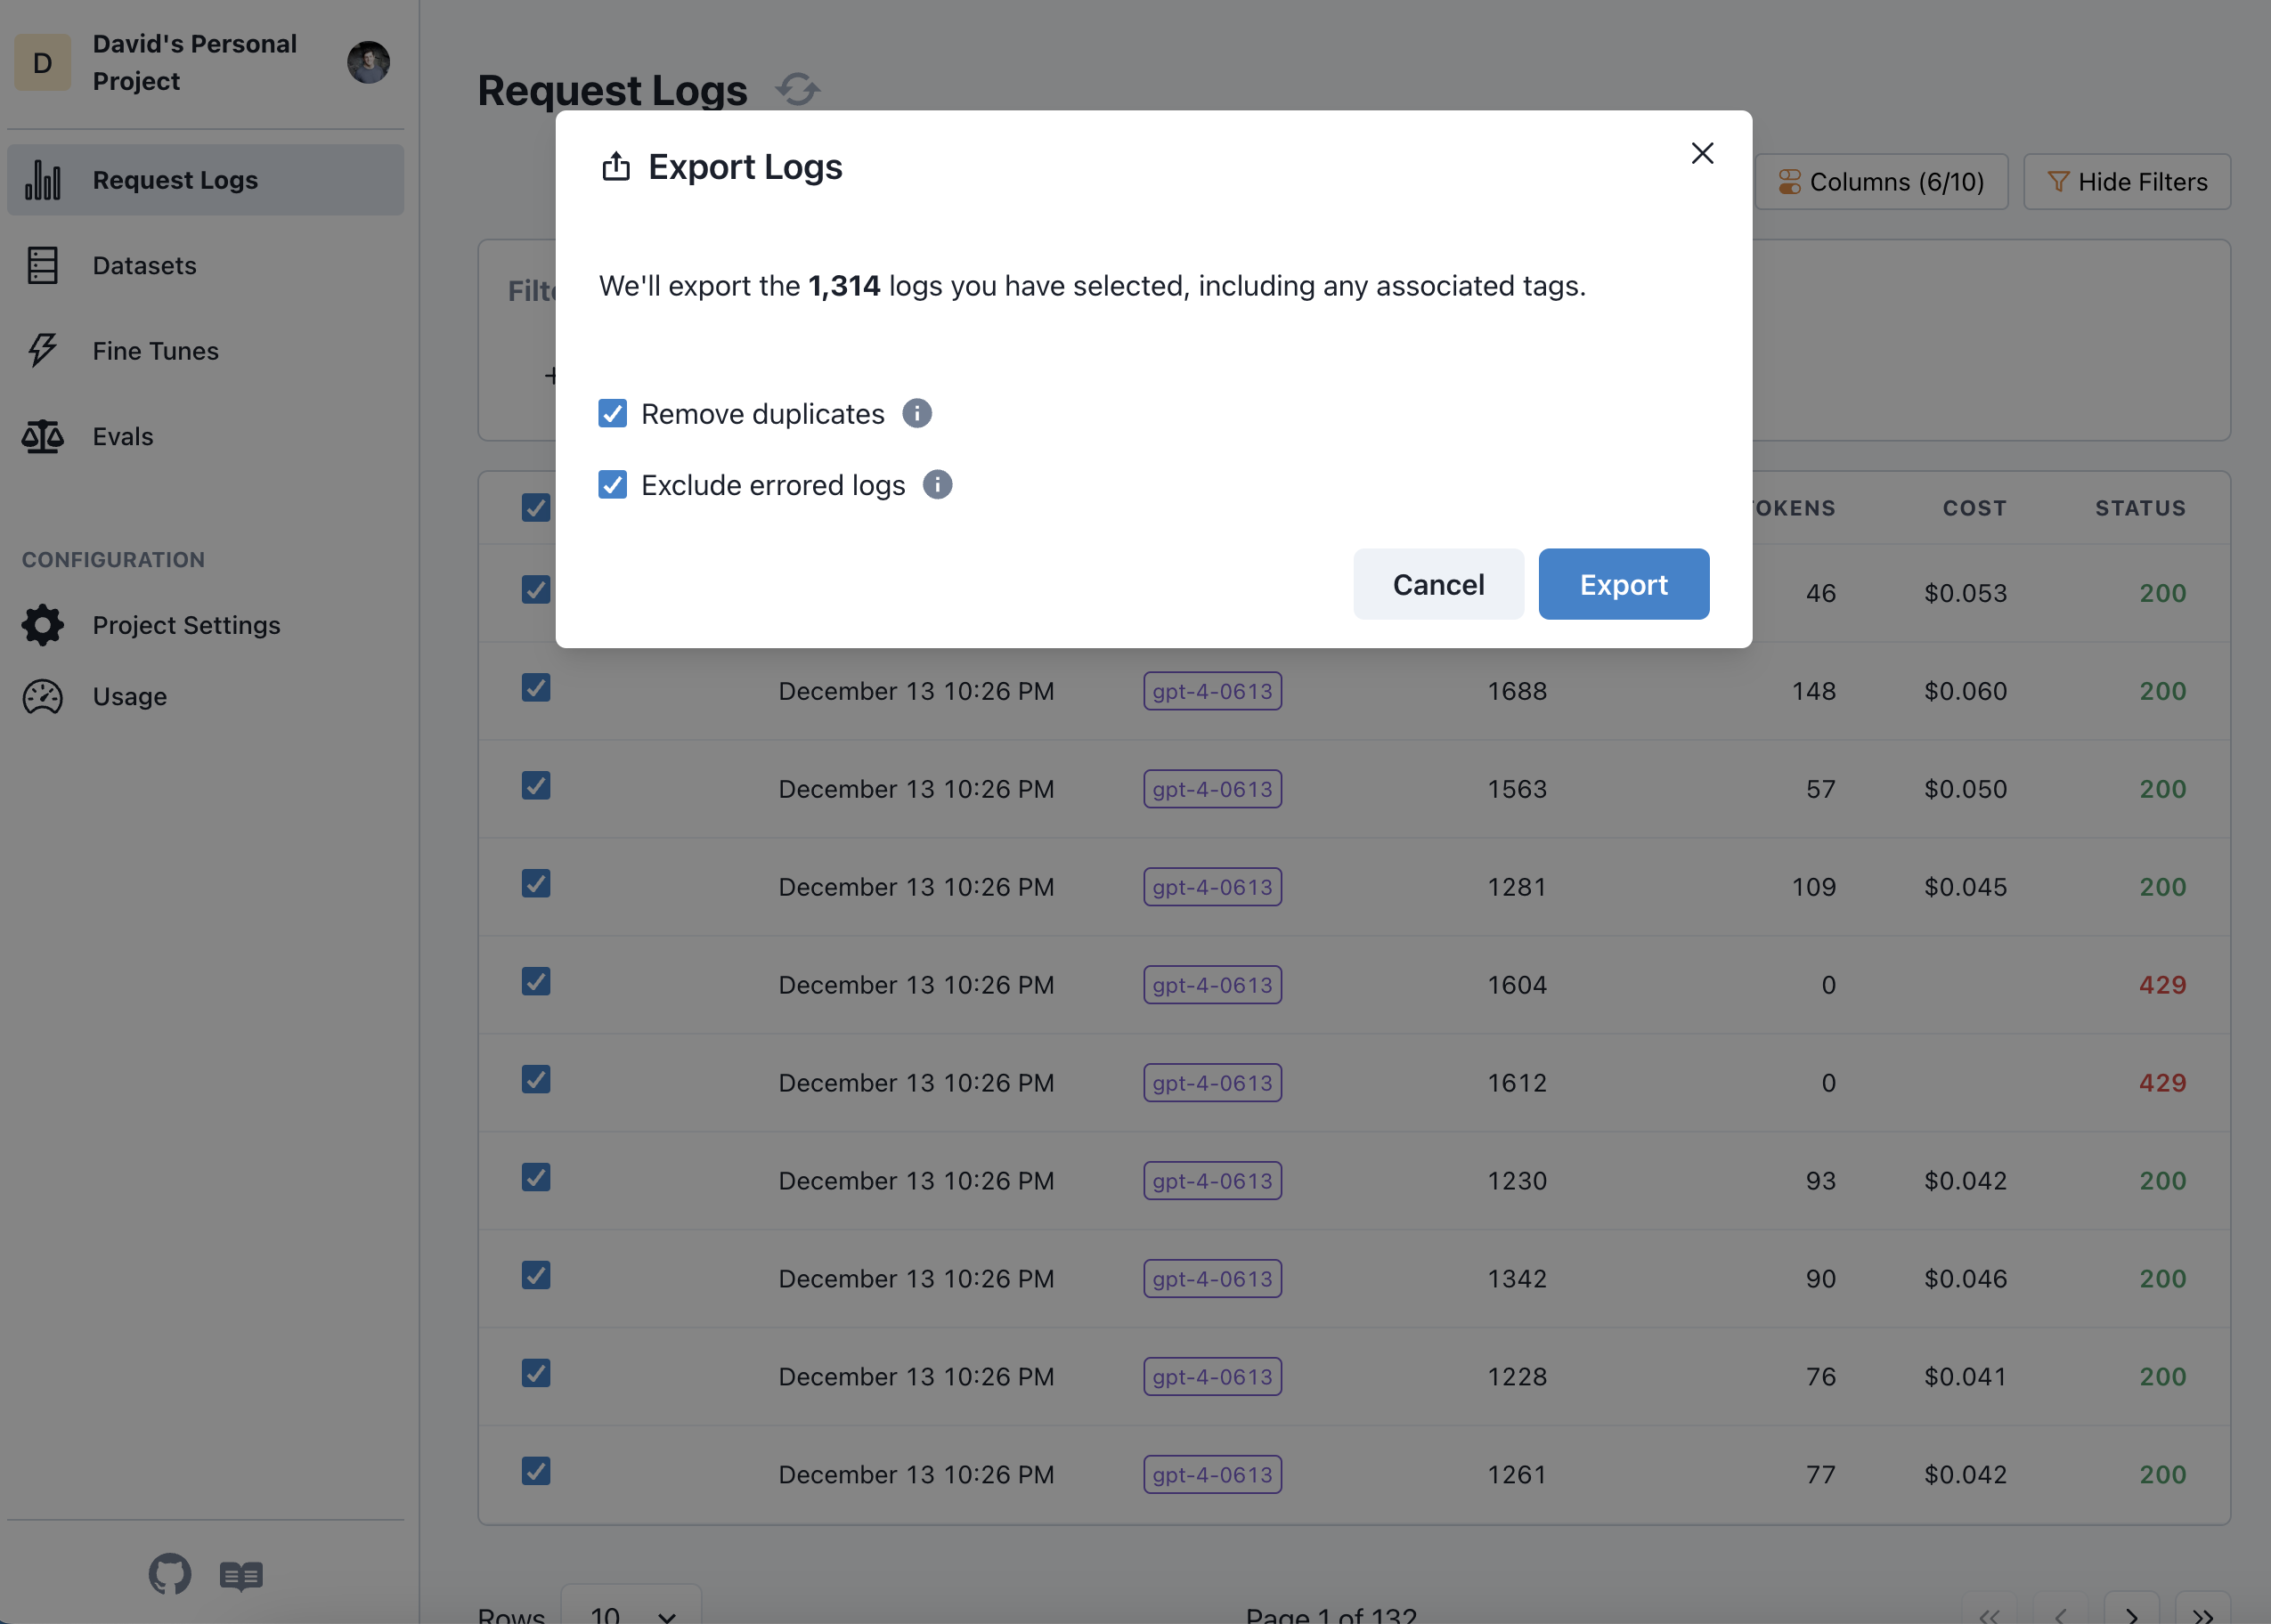 D
David's Personal
Project
Request Logs
Datasets
Fine Tunes
Evals
CONFIGURATION
Project Settings
Usage
Request Logs
Columns (6/10)
Hide Filters
Export Logs
We'll export the 1,314 logs you have selected, including any associated tags.
Remove duplicates
Exclude errored logs
Cancel Export
COST STATUS
46 $0.053 200
December 13 10:26 PM gpt-4-0613 1688 148 $0.060 200
December 13 10:26 PM gpt-4-0613 1563 57 $0.050 200
December 13 10:26 PM gpt-4-0613 1281 109 $0.045 200
December 13 10:26 PM gpt-4-0613 1604 0 429
December 13 10:26 PM gpt-4-0613 1612 0 429
December 13 10:26 PM gpt-4-0613 1230 93 $0.042 200
December 13 10:26 PM gpt-4-0613 1342 90 $0.046 200
December 13 10:26 PM gpt-4-0613 1228 76 $0.041 200
December 13 10:26 PM gpt-4-0613 1261 77 $0.042 200
Rows 10 Page 1 of 132